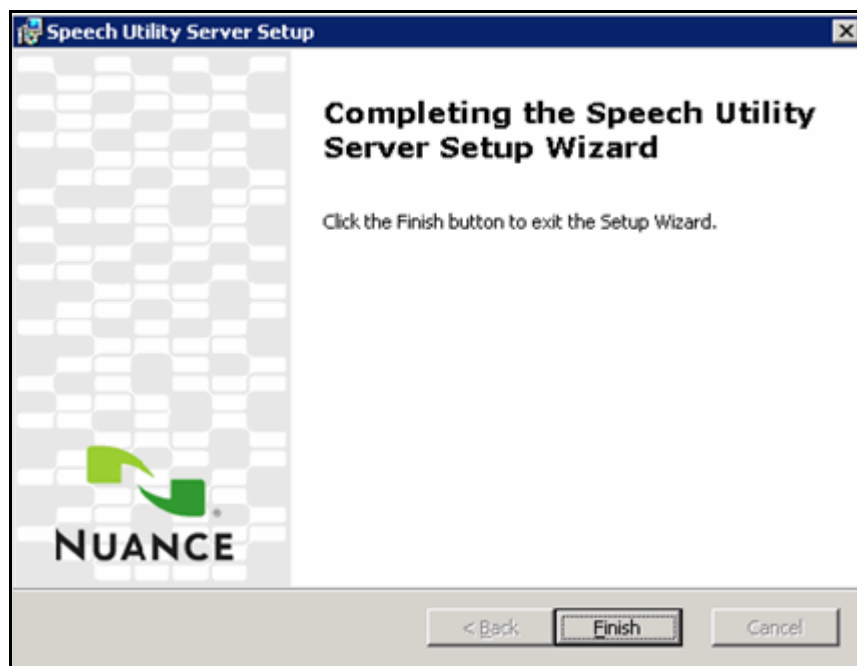 Speech Utility Server Setup
Completing the Speech Utility
Server Setup Wizard
Click the Finish button to exit the Setup Wizard.
NUANCE
< Back
Finish
Cancel